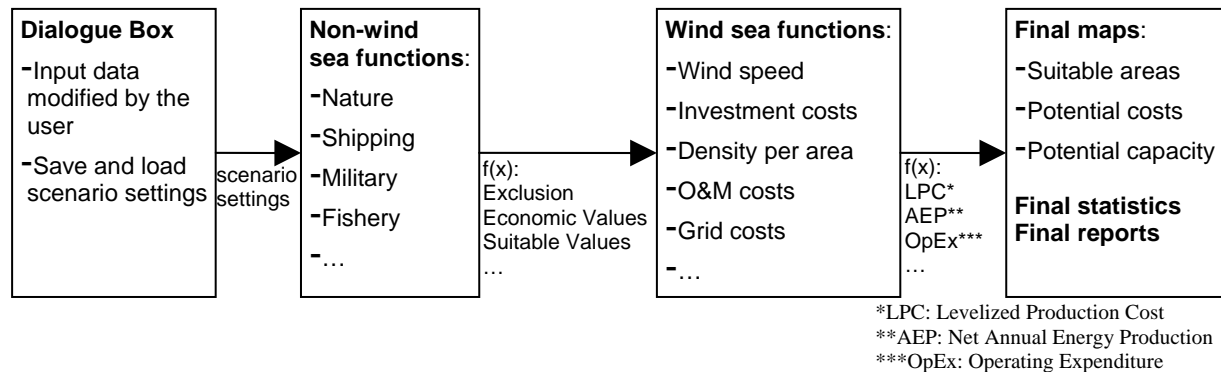 Dialogue Box
-Input data
modified by the
user
-Save and load
scenario settings
scenario
settings
Non-wind
sea functions:
-Nature
-Shipping
-Military
-Fishery
-…
f(x):
Exclusion
Economic Values
Suitable Values
…
Wind sea functions:
-Wind speed
-Investment costs
-Density per area
-O&M costs
-Grid costs
-…
f(x):
LPC*
AEP**
OpEx***
…
Final maps:
-Suitable areas
-Potential costs
-Potential capacity
Final statistics
Final reports
*LPC: Levelized Production Cost
**AEP: Net Annual Energy Production
***OpEx: Operating Expenditure